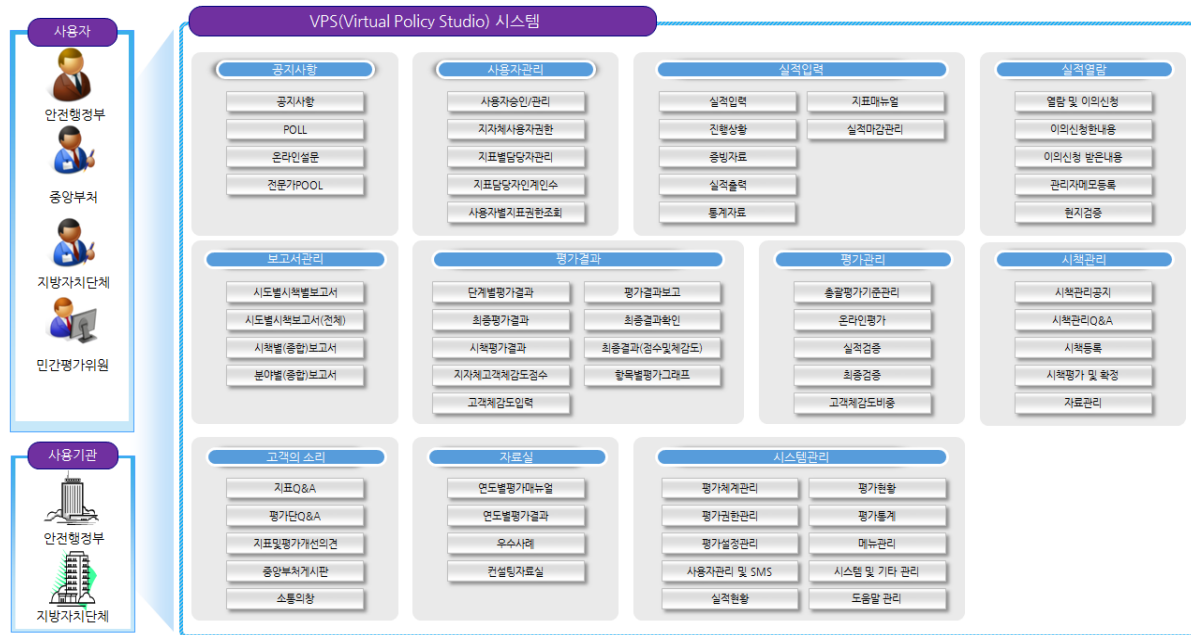 사용자
안전행정부
중앙부처
지방자치단체
민간평가위원
사용기관
안전행정부
지방자치단체
VPS(Virtual Policy Studio) 시스템
공지사항
공지사항
POLL
온라인설문
전문가POOL
사용자관리
사용자승인/관리
지자체사용자권한
지표별담당자관리
지표담당자인계인수
사용자별지표권한조회
실적입력
실적입력
진행상황
증빙자료
실적출력
통계자료
지표매뉴얼
실적마감관리
실적열람
열람 및 이의신청
이의신청한내용
이의신청 받은내용
관리자메모등록
현지검증
보고서관리
시도별시책별보고서
시도별시책보고서(전체)
시책별(종합)보고서
분야별(종합)보고서
평가결과
단계별평가결과
최종평가결과
시책평가결과
지자체고객체감도점수
고객체감도입력
평가결과보고
최종결과확인
최종결과(점수및체감도)
항목별평가그래프
평가관리
총괄평가기준관리
온라인평가
실적검증
최종검증
고객체감도비중
시책관리
시책관리공지
시책관리Q&A
시책등록
시책평가 및 확정
자료관리
고객의 소리
지표Q&A
평가단Q&A
지표및평가개선의견
중앙부처게시판
소통의창
자료실
연도별평가매뉴얼
연도별평가결과
우수사례
컨설팅자료실
시스템관리
평가체계관리
평가권한관리
평가설정관리
사용자관리 및 SMS
실적현황
평가현황
평가통계
메뉴관리
시스템 및 기타 관리
도움말 관리